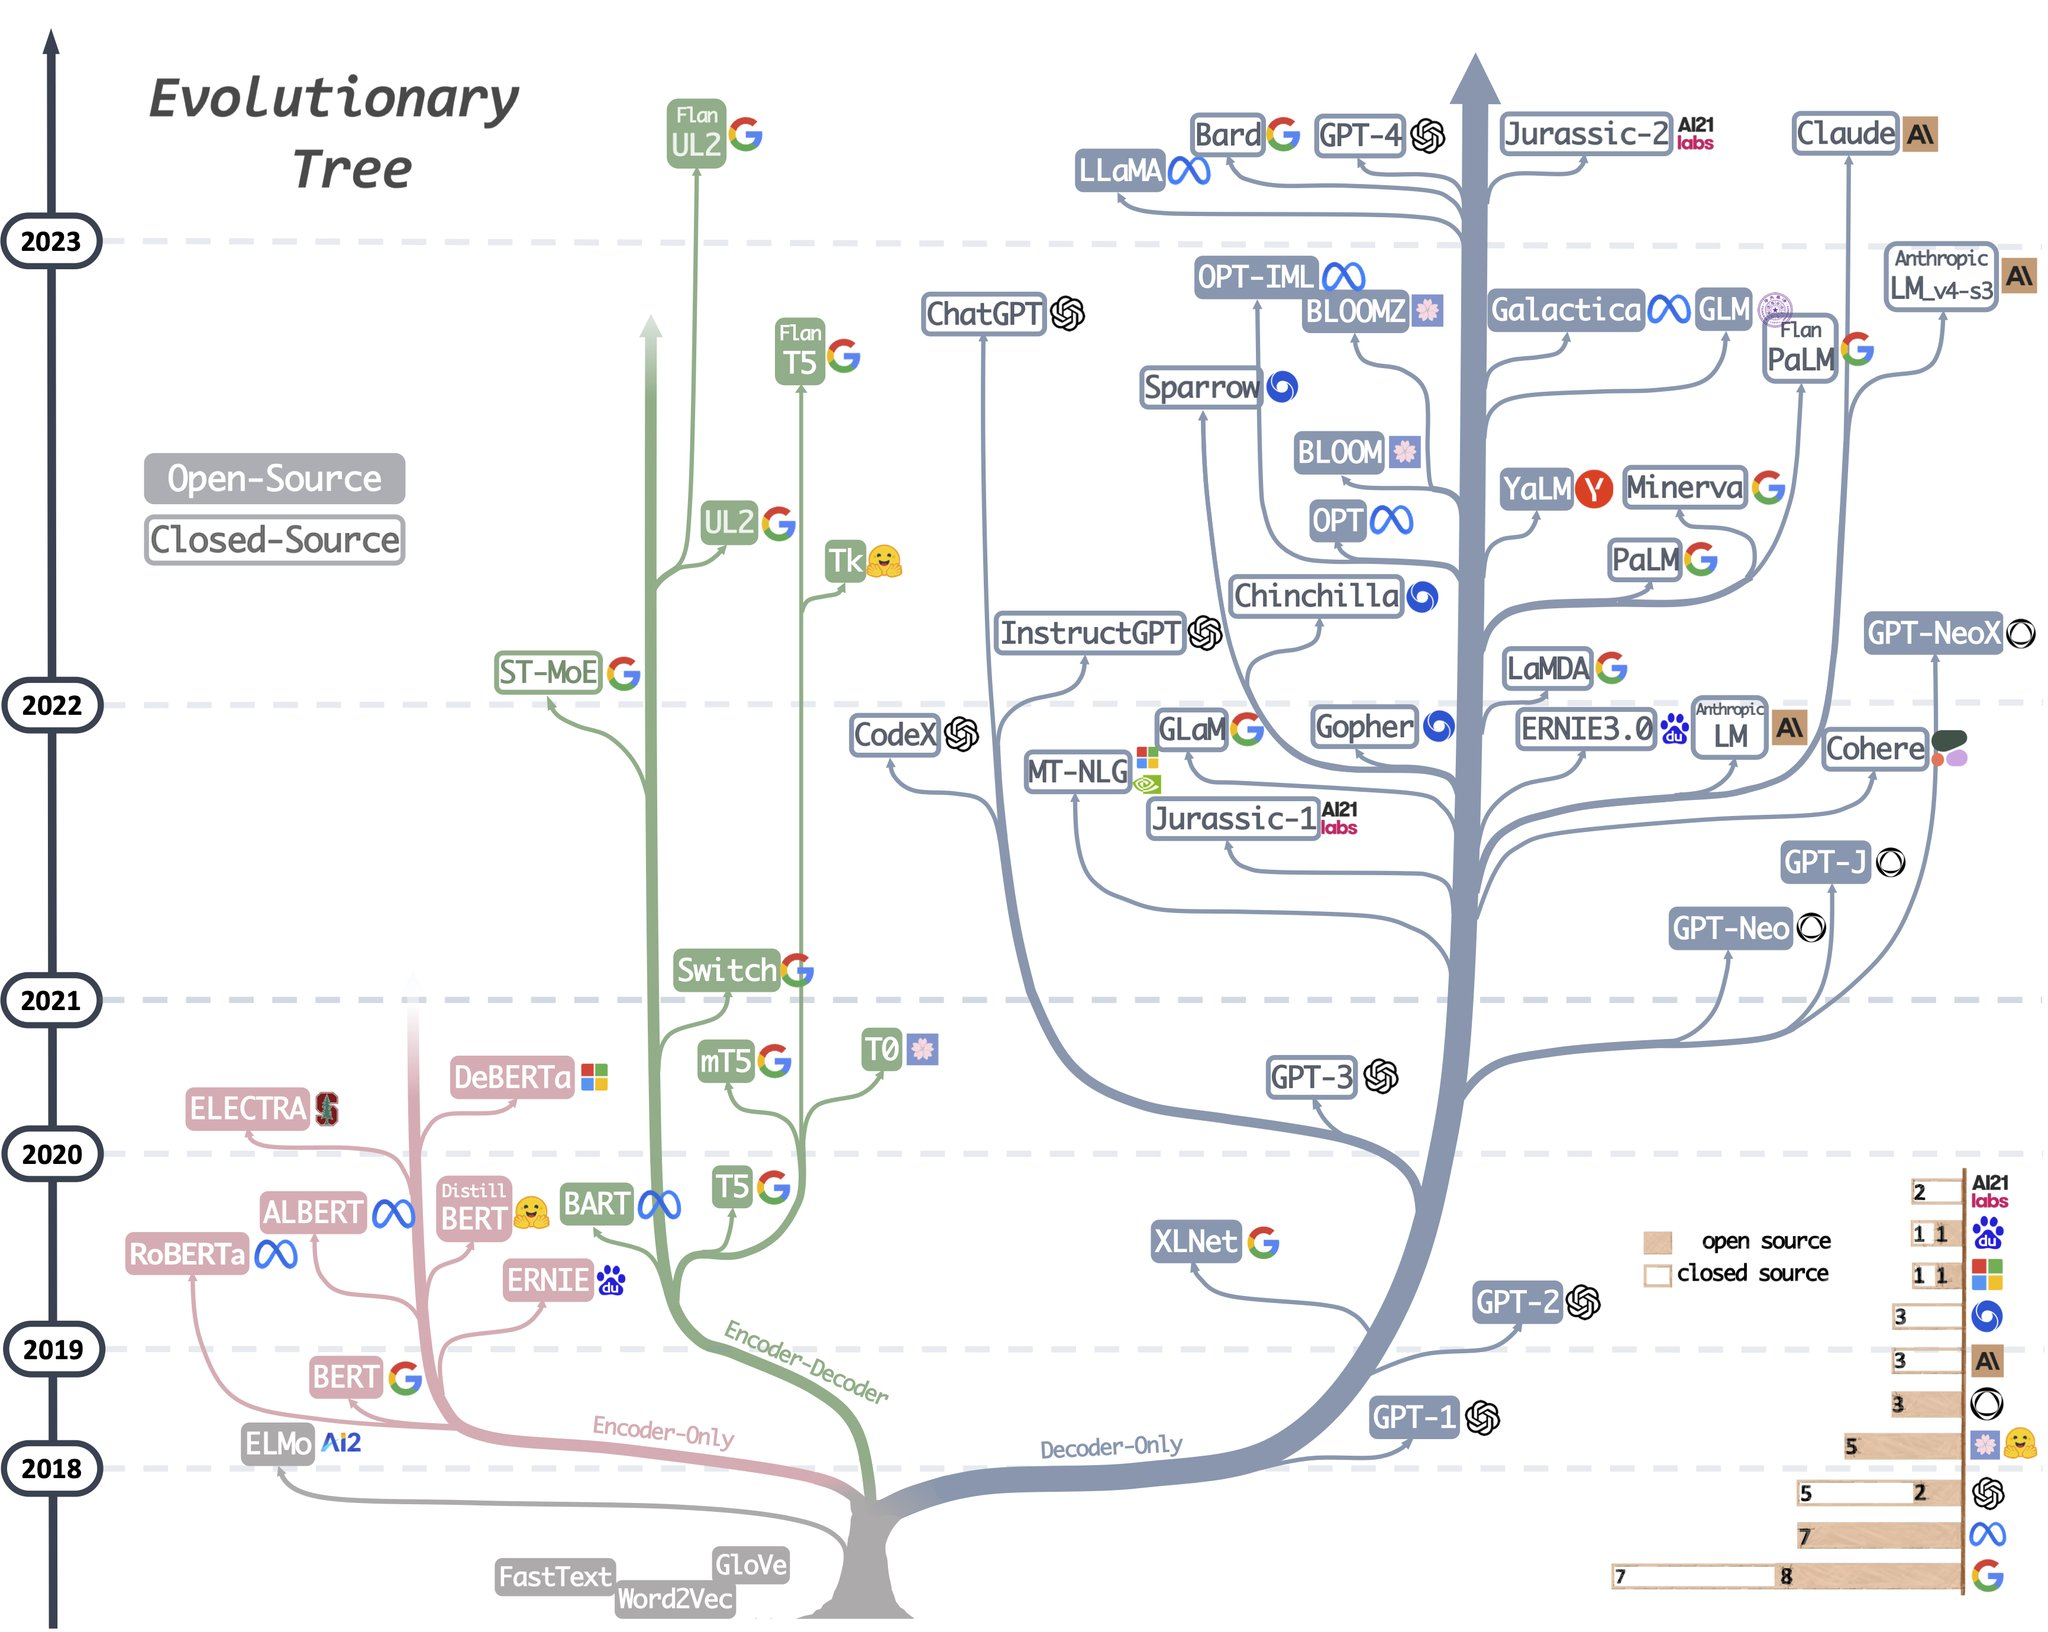 Evolutionary
Tree
Flan
UL2
Bard
GPT-4
Jurassic-2
AI21
labs
Claude
A\
LLaMA
2023
OPT-IML
Anthropic
LM_v4-s3
A\
ChatGPT
BLOOMZ
Galactica
GLM
Flan
T5
Flan
PaLM
Sparrow
BLOOM
Open-Source
Closed-Source
YaLM
Minerva
UL2
OPT
Tk
PaLM
Chinchilla
InstructGPT
GPT-NeoX
ST-MoE
LaMDA
2022
CodeX
GLaM
Gopher
ERNIE3.0
du
Anthropic
LM
A\
Cohere
MT-NLG
Jurassic-1
AI21
labs
GPT-J
GPT-Neo
Switch
2021
T0
mT5
DeBERTa
GPT-3
ELECTRA
2020
T5
Distill
BERT
BART
ALBERT
RoBERTa
XLNet
ERNIE
du
GPT-2
2019
Encoder-Decoder
BERT
GPT-1
Encoder-Only
Decoder-Only
ELMo
Ai2
2018
GloVe
FastText
Word2Vec
open source
closed source
2
AI21
labs
1 1
du
1 1
3
3
A\
3
5
5 2
7
7 8